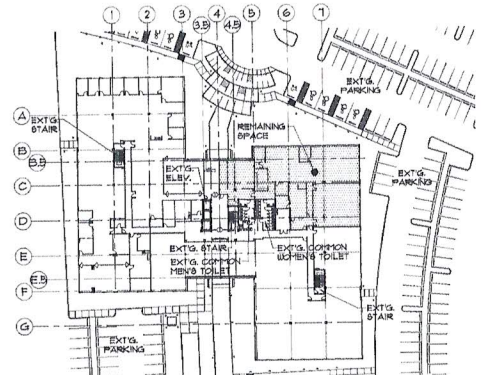 1 2 3 3.5 4 4.5 5 6 7
EXT'G.
PARKING
A
EXT'G.
STAIR
REMAINING
SPACE
B
B.5
EXT'G.
ELEV.
EXT'G.
PARKING
C
D
EXT'G. STAIR
EXT'G. COMMON
MEN'S TOILET
EXT'G. COMMON
WOMEN'S TOILET
E
E.5
F
EXT'G.
STAIR
G
EXT'G.
PARKING